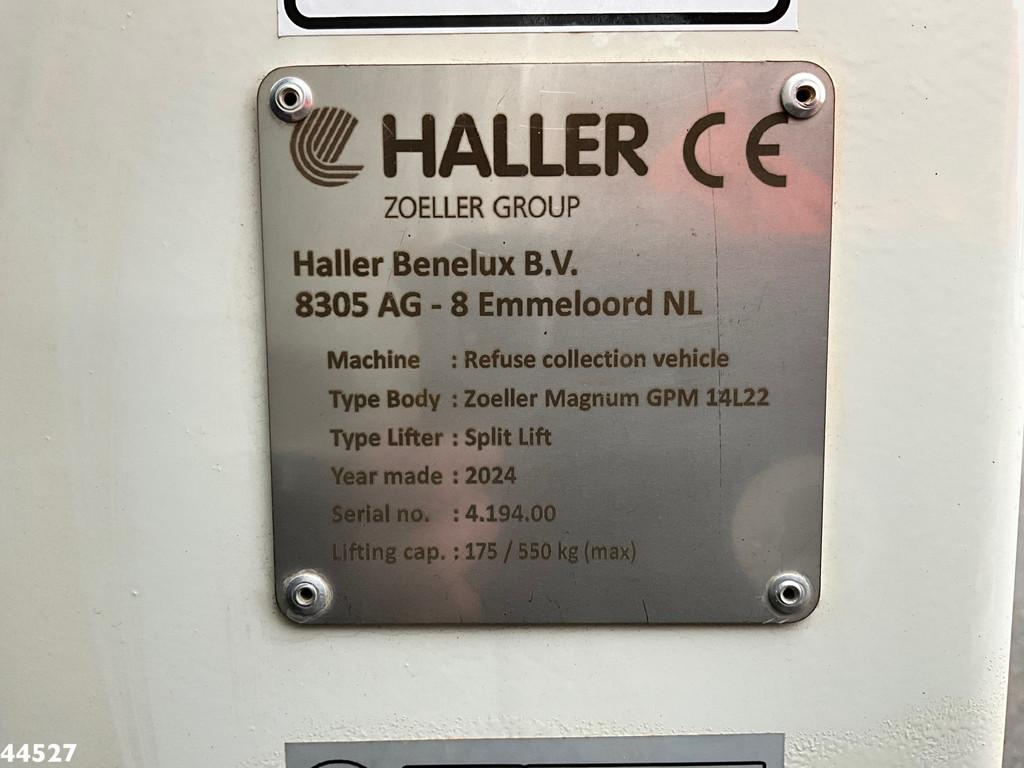 HALLER CE
ZOELLER GROUP
Haller Benelux B.V.
8305 AG - 8 Emmeloord NL
Machine : Refuse collection vehicle
Type Body : Zoeller Magnum GPM 14L22
Type Lifter : Split Lift
Year made : 2024
Serial no. : 4.194.00
Lifting cap. : 175 / 550 kg (max)
44527